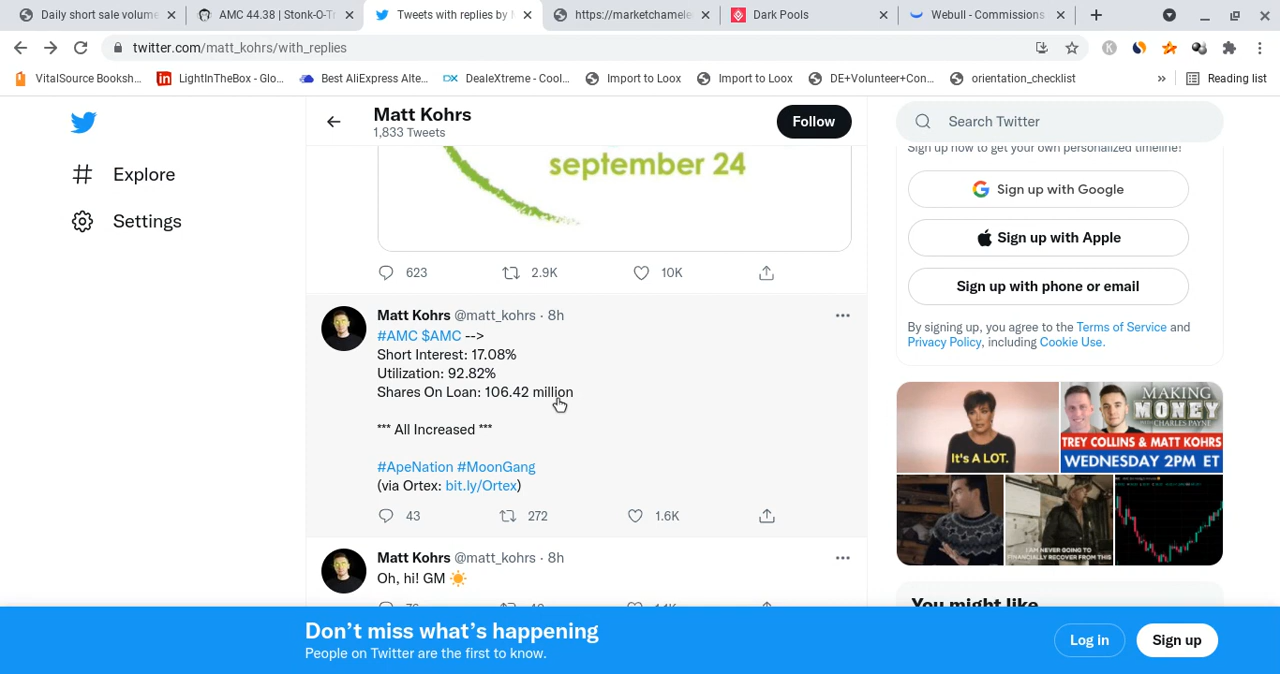 Daily short sale volume
AMC 44.38 | Stonk-O-Tr
Tweets with replies by
https://marketchamele
Dark Pools
Webull - Commissions
twitter.com/matt_kohrs/with_replies
VitalSource Booksh...
LightInTheBox - Glo...
Best AliExpress Alte...
DX DealeXtreme - Cool...
Import to Loox
Import to Loox
DE+Volunteer+Con...
orientation_checklist
»
Reading list
Explore
Settings
Matt Kohrs
1,833 Tweets
Follow
september 24
623
2.9K
10K
Matt Kohrs @matt_kohrs · 8h
#AMC $AMC -->
Short Interest: 17.08%
Utilization: 92.82%
Shares On Loan: 106.42 million
*** All Increased ***
#ApeNation #MoonGang
(via Ortex: bit.ly/Ortex)
43
272
1.6K
Matt Kohrs @matt_kohrs · 8h
Oh, hi! GM
Search Twitter
Sign up now to get your own personalized timeline!
Sign up with Google
Sign up with Apple
Sign up with phone or email
By signing up, you agree to the Terms of Service and
Privacy Policy, including Cookie Use.
IT'S A LOT.
MAKING
MONEY
WITH CHARLES PAYNE
TREY COLLINS & MATT KOHRS
WEDNESDAY 2PM ET
I AM NEVER GOING TO
FINANCIALLY RECOVER FROM THIS
You might like
Don't miss what's happening
People on Twitter are the first to know.
Log in
Sign up